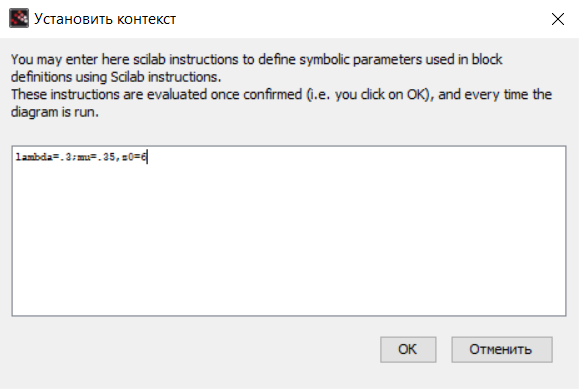 Установить контекст
You may enter here scilab instructions to define symbolic parameters used in block
definitions using Scilab instructions.
These instructions are evaluated once confirmed (i.e. you click on OK), and every time the
diagram is run.
lambda=.3;mu=.35,z0=6
OK
Отменить